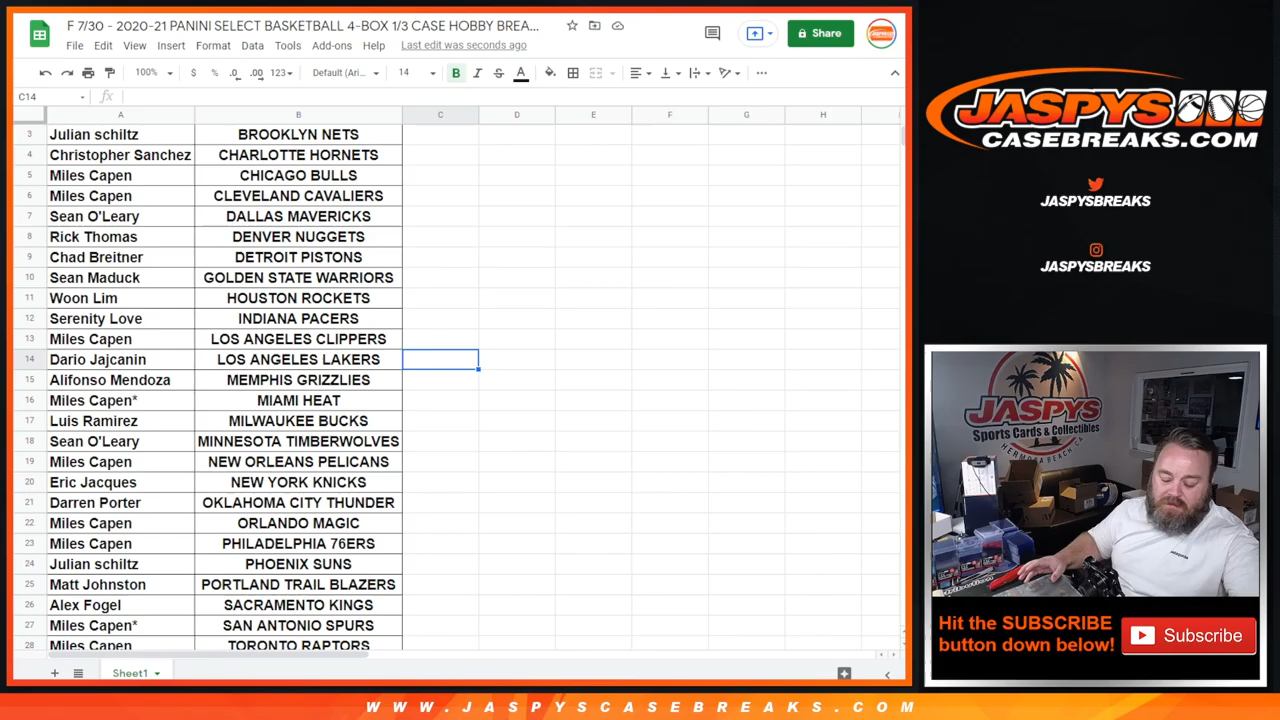 F 7/30 - 2020-21 PANINI SELECT BASKETBALL 4-BOX 1/3 CASE HOBBY BREA...
File Edit View Insert Format Data Tools Add-ons Help Last edit was seconds ago
Share
100% $ % .0 .00 123 Default (Ari... 14 B I S A
C14 fx
A B C D E F G H
3 Julian schiltz BROOKLYN NETS
4 Christopher Sanchez CHARLOTTE HORNETS
5 Miles Capen CHICAGO BULLS
6 Miles Capen CLEVELAND CAVALIERS
7 Sean O'Leary DALLAS MAVERICKS
8 Rick Thomas DENVER NUGGETS
9 Chad Breitner DETROIT PISTONS
10 Sean Maduck GOLDEN STATE WARRIORS
11 Woon Lim HOUSTON ROCKETS
12 Serenity Love INDIANA PACERS
13 Miles Capen LOS ANGELES CLIPPERS
14 Dario Jajcanin LOS ANGELES LAKERS
15 Alifonso Mendoza MEMPHIS GRIZZLIES
16 Miles Capen* MIAMI HEAT
17 Luis Ramirez MILWAUKEE BUCKS
18 Sean O'Leary MINNESOTA TIMBERWOLVES
19 Miles Capen NEW ORLEANS PELICANS
20 Eric Jacques NEW YORK KNICKS
21 Darren Porter OKLAHOMA CITY THUNDER
22 Miles Capen ORLANDO MAGIC
23 Miles Capen PHILADELPHIA 76ERS
24 Julian schiltz PHOENIX SUNS
25 Matt Johnston PORTLAND TRAIL BLAZERS
26 Alex Fogel SACRAMENTO KINGS
27 Miles Capen* SAN ANTONIO SPURS
28 Miles Capen TORONTO RAPTORS
Sheet1
JASPYS
CASEBREAKS.COM
JASPYSBREAKS
JASPYSBREAKS
JASPYS
Sports Cards & Collectibles
HERMOSA BEACH CA
Hit the SUBSCRIBE
button down below!
Subscribe
WWW.JASPYSCASEBREAKS.COM